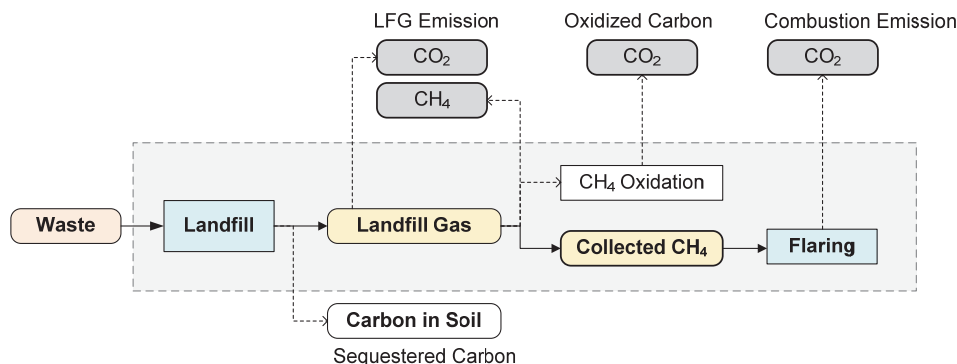 LFG Emission
Oxidized Carbon
Combustion Emission
CO₂
CO₂
CO₂
CH₄
CH₄ Oxidation
Waste
Landfill
Landfill Gas
Collected CH₄
Flaring
Carbon in Soil
Sequestered Carbon